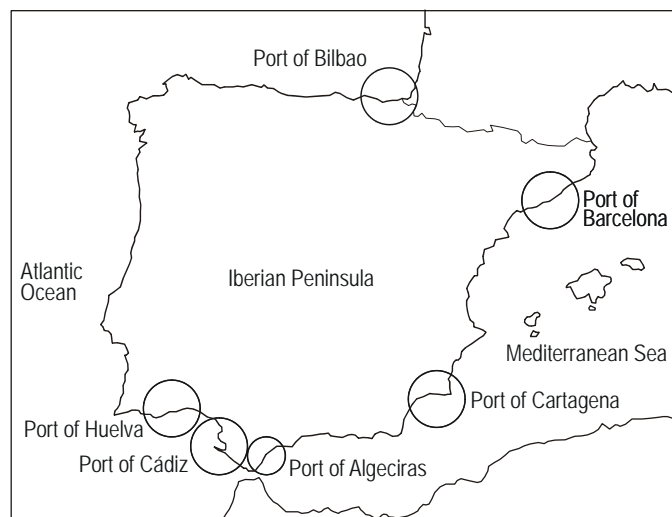 Port of Bilbao
Port of
Barcelona
Atlantic
Ocean
Iberian Peninsula
Mediterranean Sea
Port of Cartagena
Port of Huelva
Port of Cádiz
Port of Algeciras